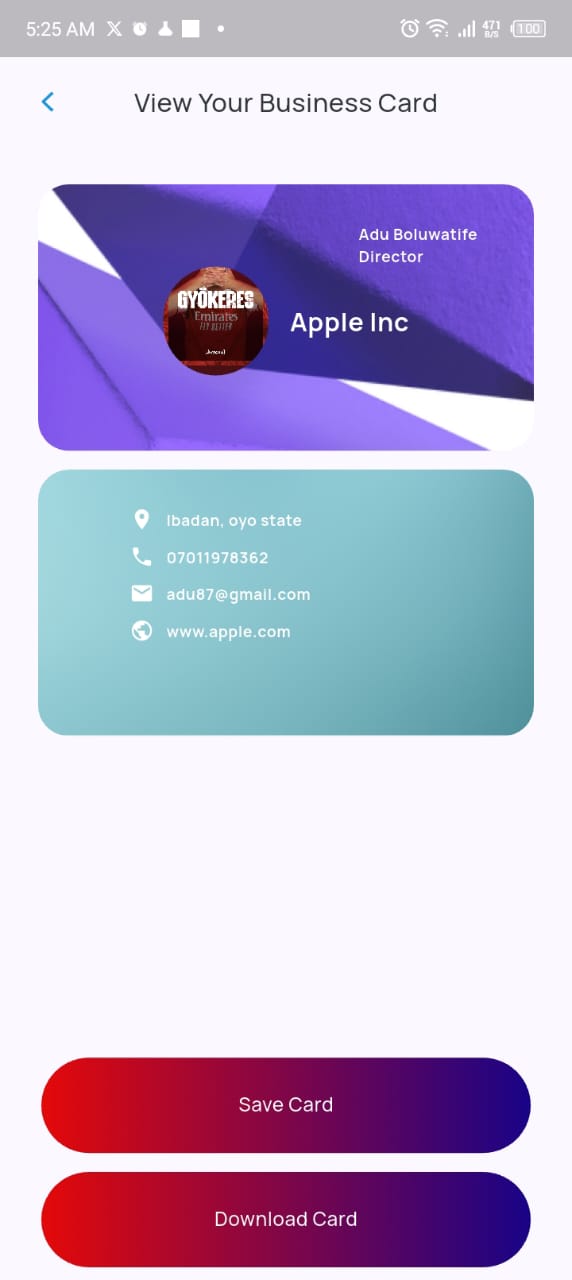 5:25 AM
471
B/S
100
View Your Business Card
Adu Boluwatife
Director
GYÖKERES
Emirates
FLY BETTER
Arsenal
Apple Inc
Ibadan, oyo state
07011978362
adu87@gmail.com
www.apple.com
Save Card
Download Card